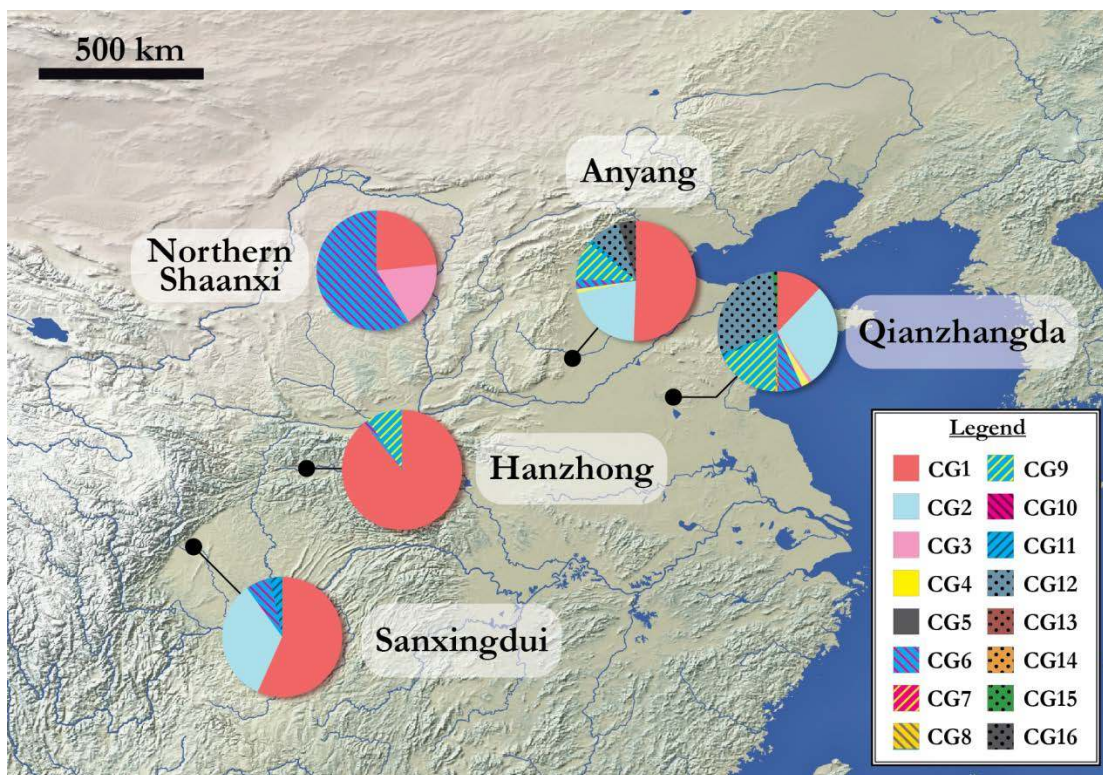 500 km
Anyang
Northern
Shaanxi
Qianzhangda
Hanzhong
Sanxingdui
Legend
CG1
CG2
CG3
CG4
CG5
CG6
CG7
CG8
CG9
CG10
CG11
CG12
CG13
CG14
CG15
CG16